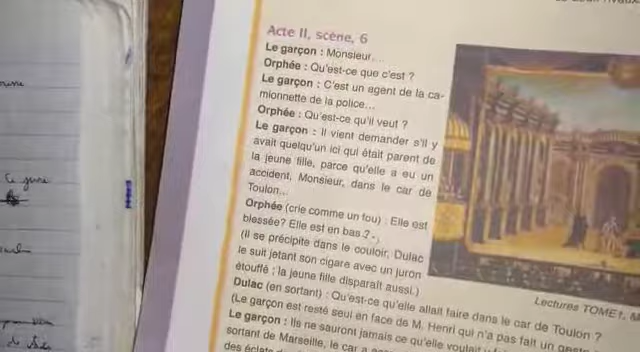 Acte II, scène, 6
Le garçon : Monsieur...
Orphée : Qu'est-ce que c'est ?
Le garçon : C'est un agent de la ca-
mionnette de la police...
Orphée : Qu'est-ce qu'il veut ?
Le garçon : Il vient demander s'il y
avait quelqu'un ici qui était parent de
la jeune fille, parce qu'elle a eu un
accident, Monsieur, dans le car de
Toulon...
Orphée (crie comme un fou) : Elle est
blessée? Elle est en bas ?
(Il se précipite dans le couloir, Dulac
le suit jetant son cigare avec un juron
étouffé ; la jeune fille disparaît aussi.)
Dulac (en sortant) : Qu'est-ce qu'elle allait faire dans le car de Toulon ?
(Le garçon est resté seul en face de M. Henri qui n'a pas fait un geste
Le garçon : Ils ne sauront jamais ce qu'elle voulait
sortant de Marseille, le car a
des éclats
Lectures TOME 1, M